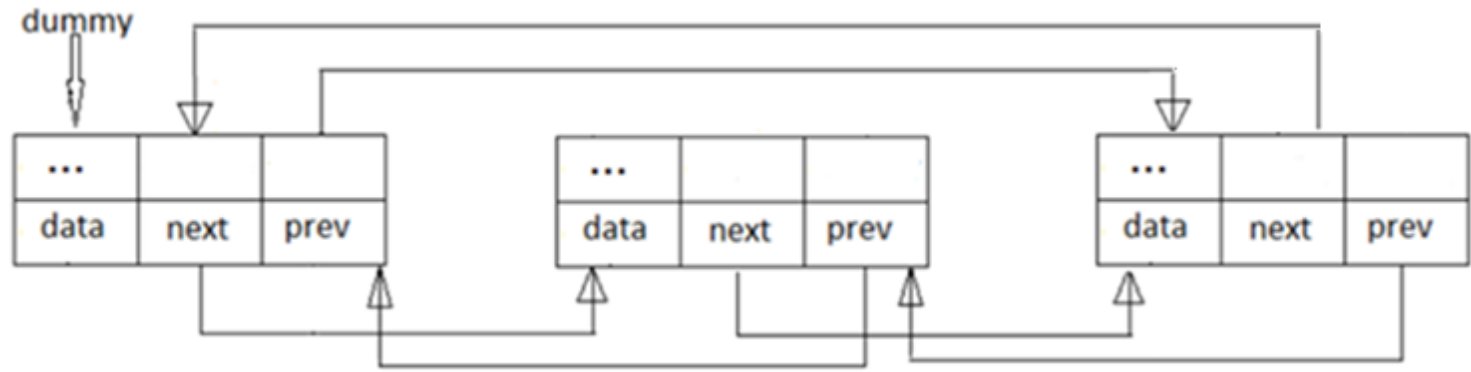 dummy
... ... ...
data next prev data next prev data next prev